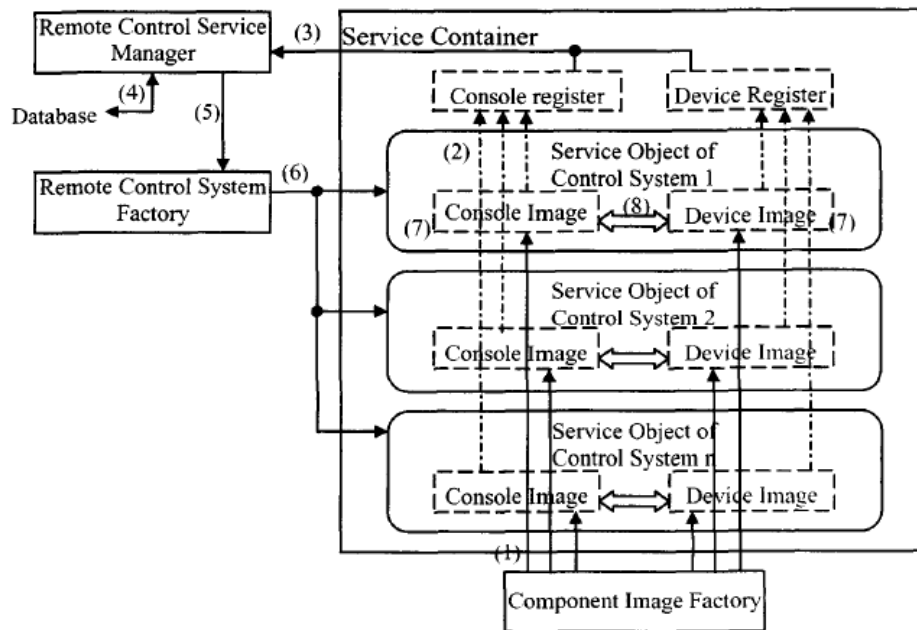 Remote Control Service
Manager
(3)
Service Container
(4)
(5)
Database
Console register
Device Register
(2)
Remote Control System
Factory
(6)
Service Object of
Control System 1
(7)
Console Image
(8)
Device Image
(7)
Service Object of
Control System 2
Console Image
Device Image
Service Object of
Control System n
Console Image
Device Image
(1)
Component Image Factory